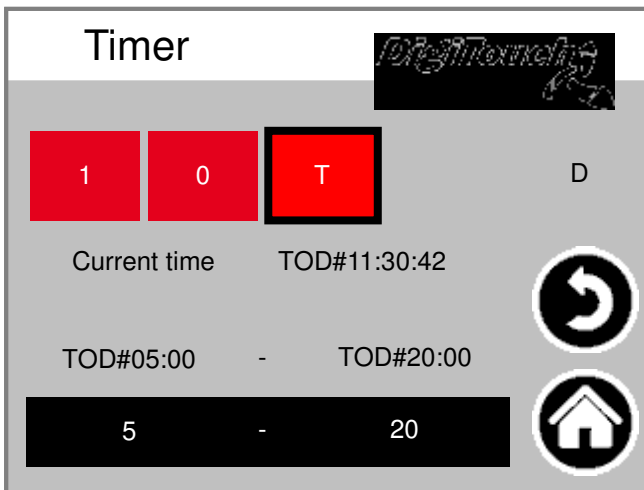 Timer
DigiTouch
1 0 T D
Current time TOD#11:30:42
TOD#05:00 - TOD#20:00
5 - 20